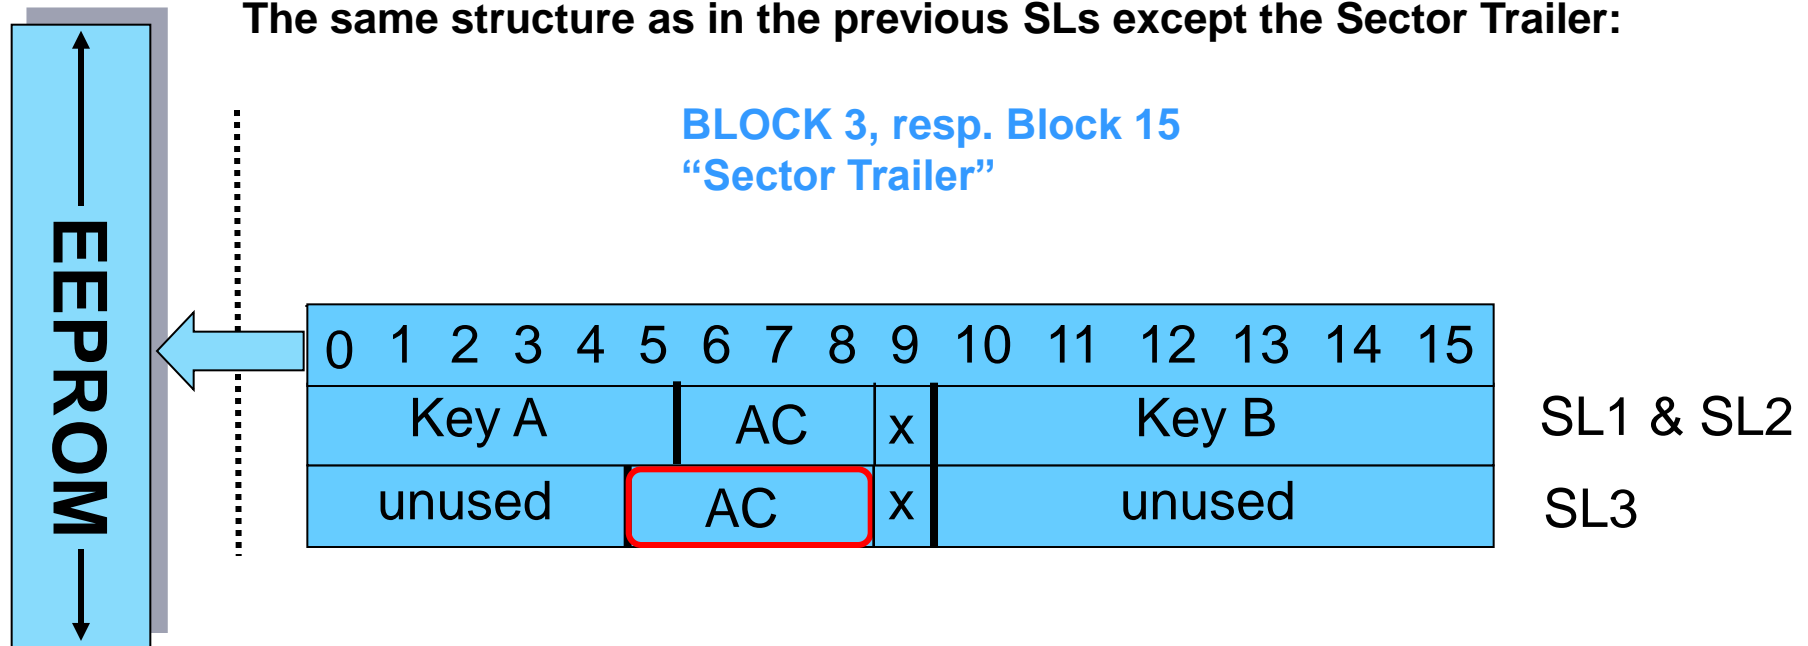 The same structure as in the previous SLs except the Sector Trailer:
BLOCK 3, resp. Block 15
“Sector Trailer”
EEPROM
0 1 2 3 4 5 6 7 8 9 10 11 12 13 14 15
Key A AC x Key B SL1 & SL2
unused AC x unused SL3